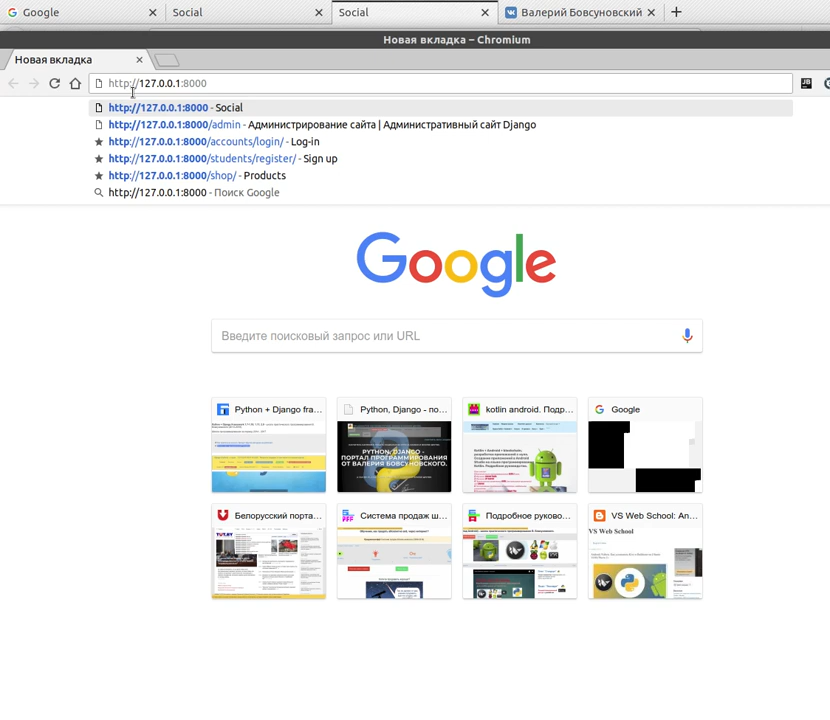 Google
Social
Social
Валерий Бовсуновский
Новая вкладка – Chromium
Новая вкладка
http://127.0.0.1:8000
http://127.0.0.1:8000 - Social
http://127.0.0.1:8000/admin - Администрирование сайта | Административный сайт Django
http://127.0.0.1:8000/accounts/login/ - Log-in
http://127.0.0.1:8000/students/register/ - Sign up
http://127.0.0.1:8000/shop/ - Products
http://127.0.0.1:8000 - Поиск Google
Google
Введите поисковый запрос или URL
Python + Django fra...
Python, Django - по...
kotlin android. Подр...
Google
PYTHON, DJANGO -
ПОРТАЛ ПРОГРАММИРОВАНИЯ
ОТ ВАЛЕРИЯ БОВСУНОВСКОГО.
Белорусский порта...
Система продаж ш...
Подробное руково...
VS Web School: An...
TUT.BY
VS Web School